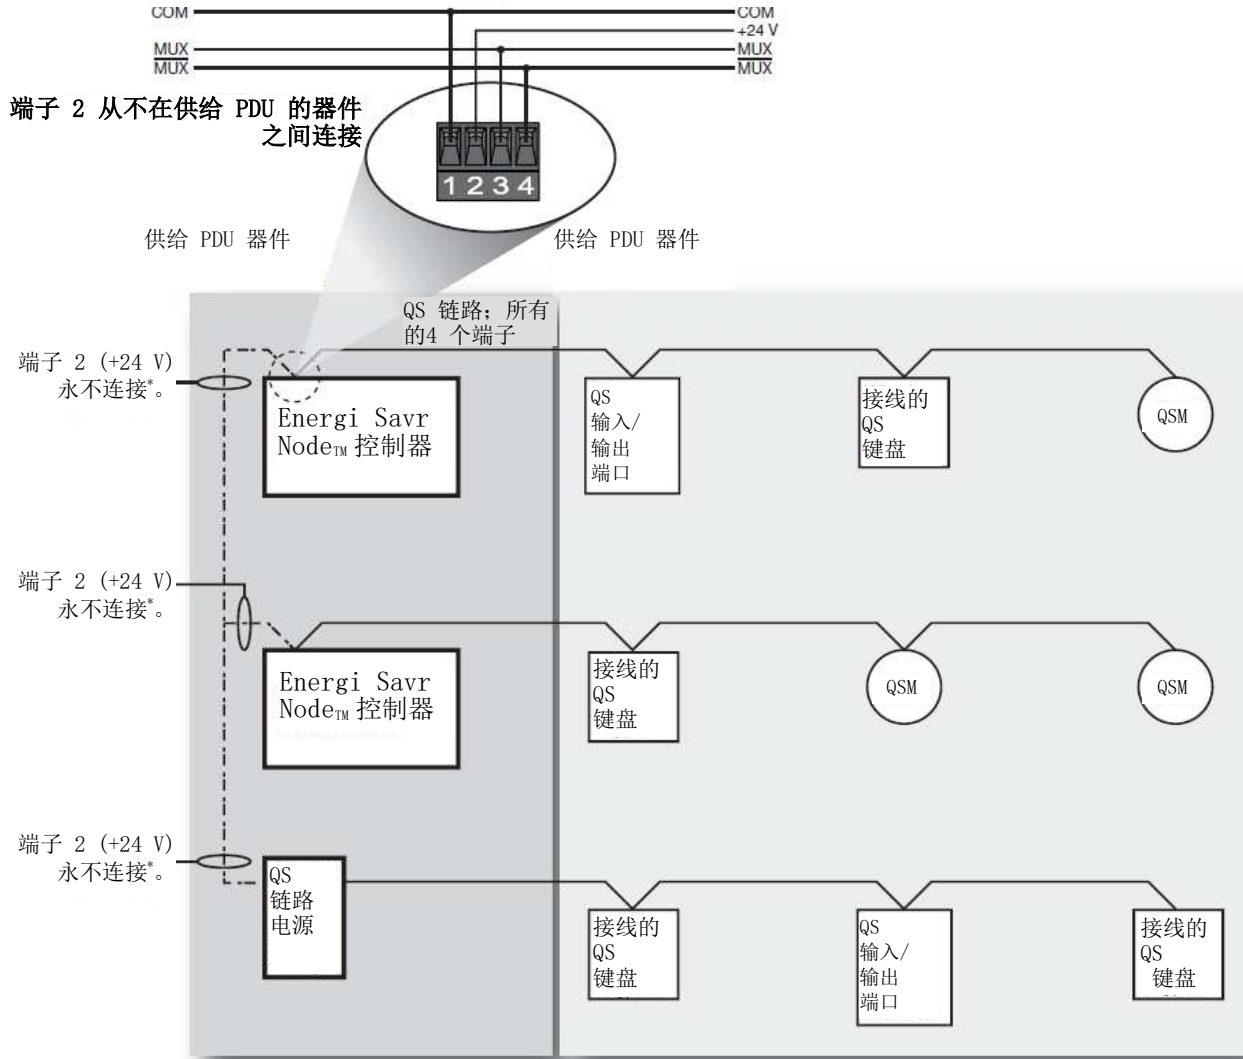 COM
COM
+24 V
MUX
MUX
MUX
MUX
端子 2 从不在供给 PDU 的器件
之间连接
1 2 3 4
供给 PDU 器件
供给 PDU 器件
QS 链路；所有
的4 个端子
端子 2 (+24 V)
永不连接*。
Energi Savr
Node™ 控制器
QS
输入/
输出
端口
接线的
QS
键盘
QSM
端子 2 (+24 V)
永不连接*。
Energi Savr
Node™ 控制器
接线的
QS
键盘
QSM
QSM
端子 2 (+24 V)
永不连接*。
QS
链路
电源
接线的
QS
键盘
QS
输入/
输出
端口
接线的
QS
键盘